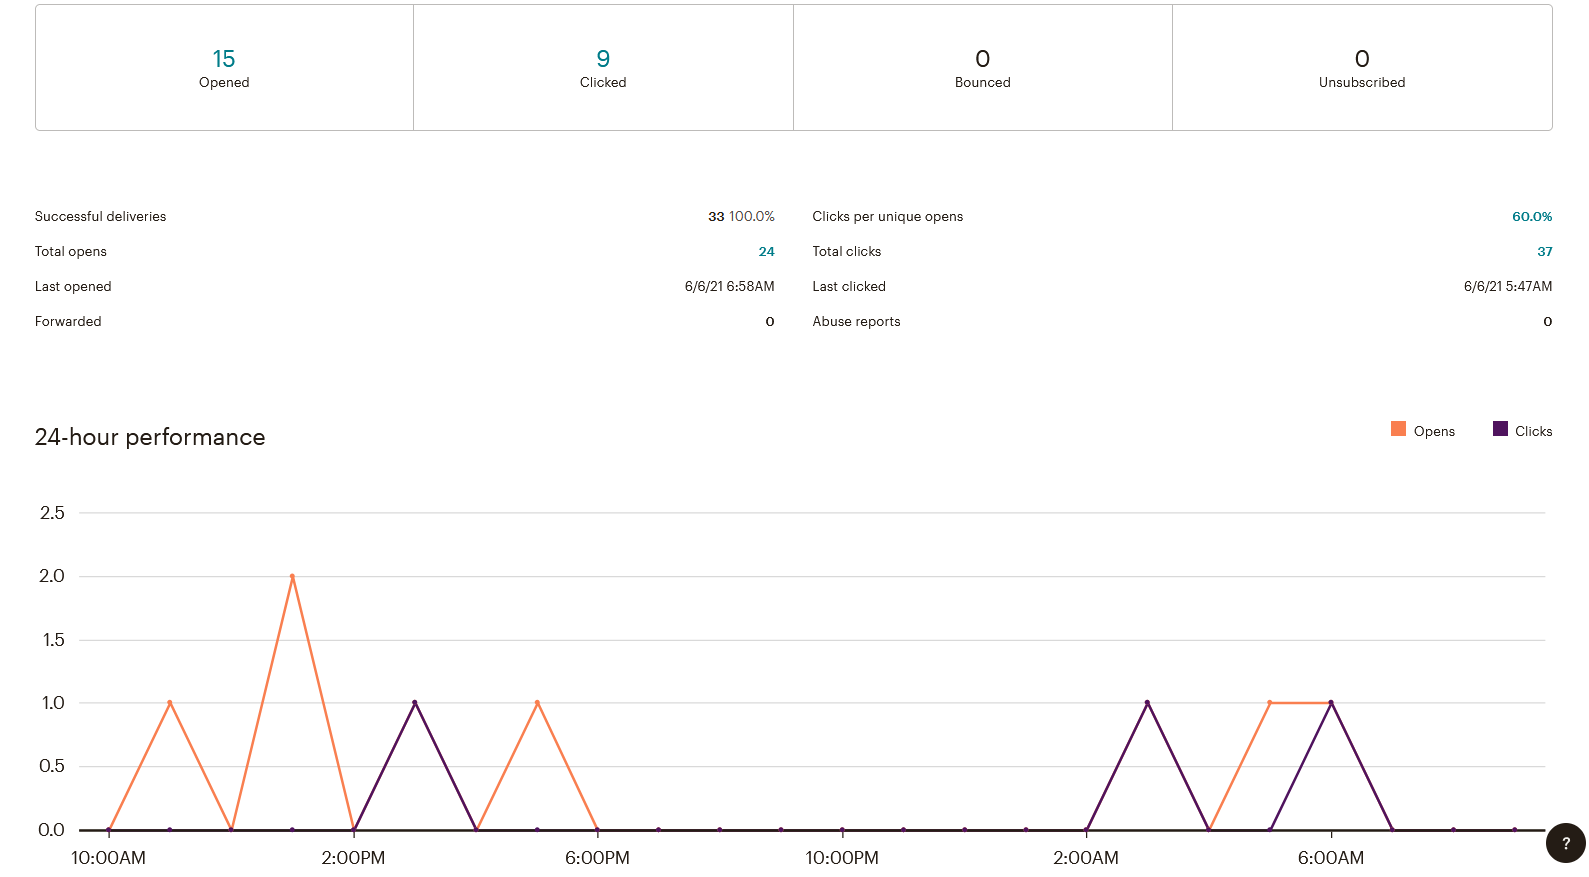 15 9 0 0
Opened Clicked Bounced Unsubscribed
Successful deliveries 33 100.0% Clicks per unique opens 60.0%
Total opens 24 Total clicks 37
Last opened 6/6/21 6:58AM Last clicked 6/6/21 5:47AM
Forwarded 0 Abuse reports 0
24-hour performance Opens Clicks
2.5
2.0
1.5
1.0
0.5
0.0
10:00AM 2:00PM 6:00PM 10:00PM 2:00AM 6:00AM
?